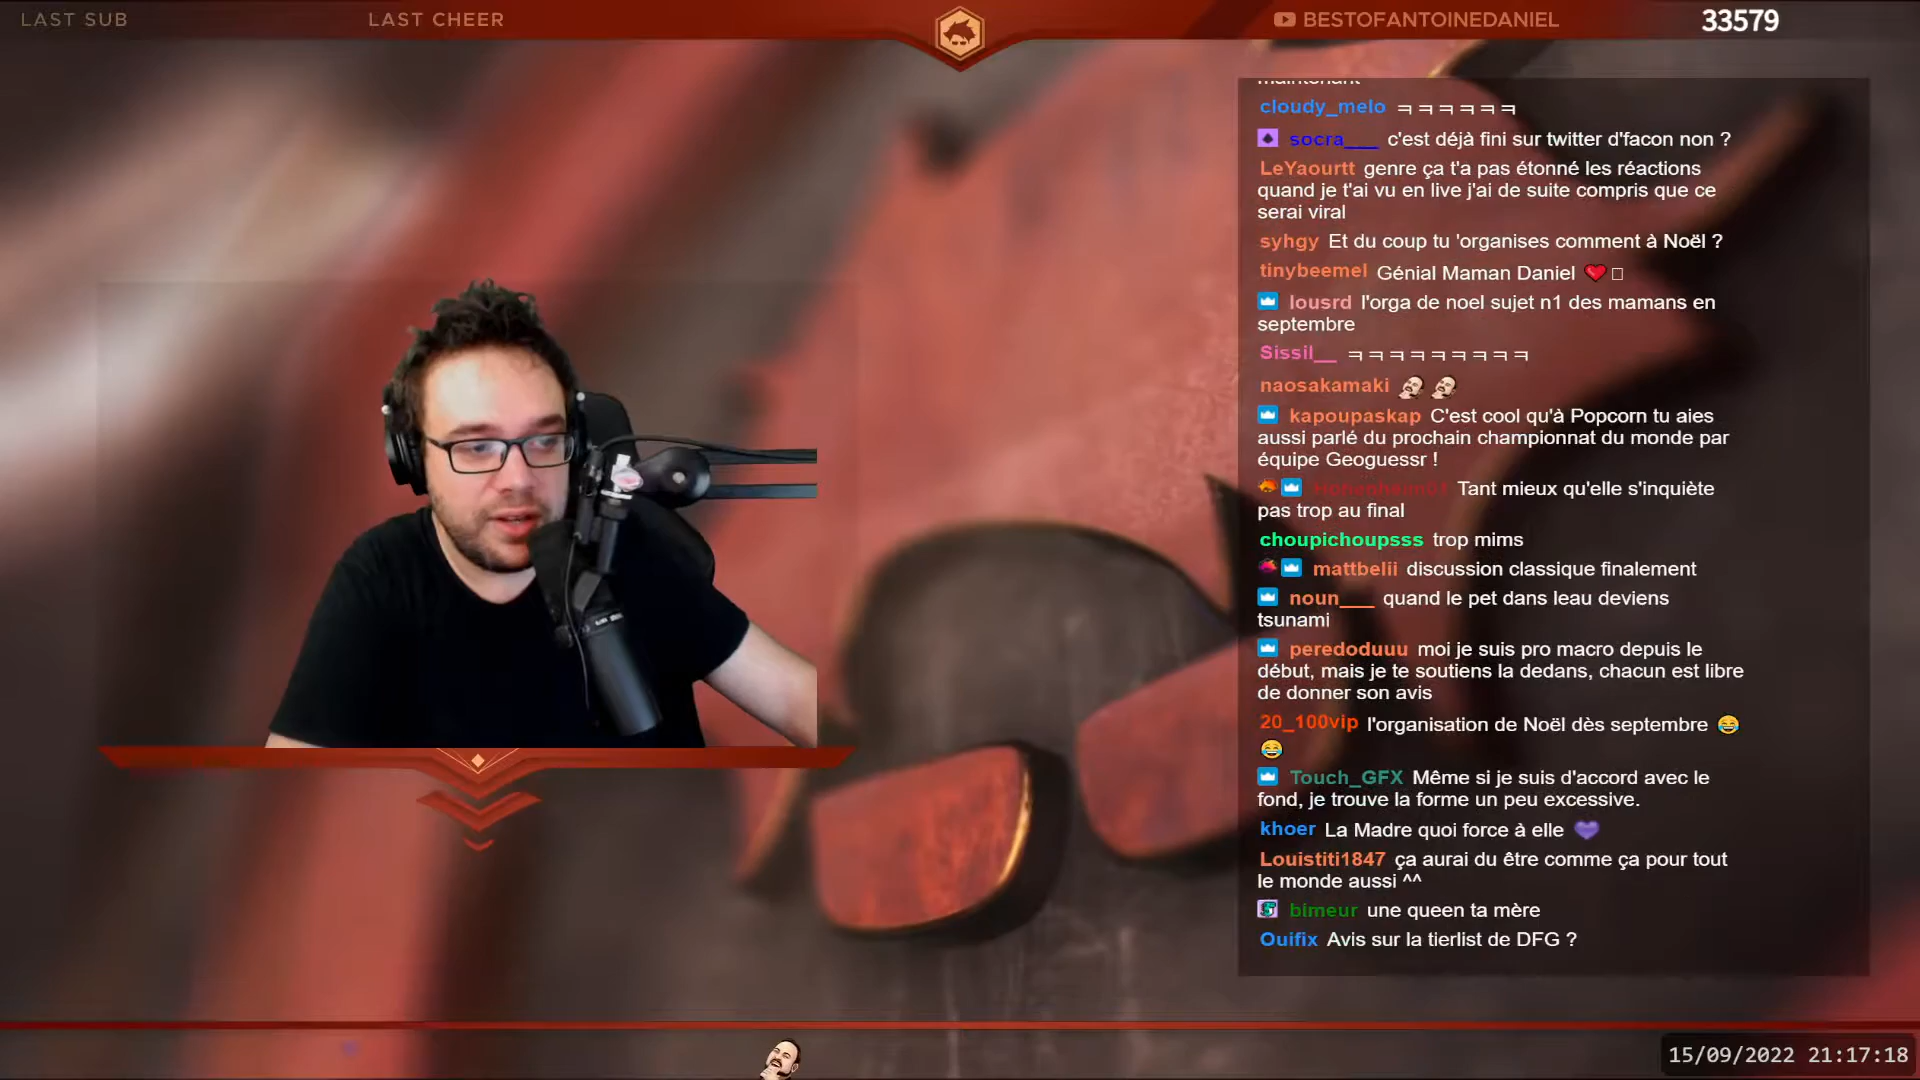 LAST SUB
LAST CHEER
BESTOFANTOINEDANIEL
33579
maintenant
cloudy_melo ㅋㅋㅋㅋㅋㅋ
socra___ c'est déjà fini sur twitter d'facon non ?
LeYaourtt genre ça t'a pas étonné les réactions
quand je t'ai vu en live j'ai de suite compris que ce
serai viral
syhgy Et du coup tu 'organises comment à Noël ?
tinybeemel Génial Maman Daniel ❤️
lousrd l'orga de noel sujet n1 des mamans en
septembre
Sissil__ ㅋㅋㅋㅋㅋㅋㅋㅋㅋ
naosakamaki
kapoupaskap C'est cool qu'à Popcorn tu aies
aussi parlé du prochain championnat du monde par
équipe Geoguessr !
Tant mieux qu'elle s'inquiète
pas trop au final
choupichoupsss trop mims
mattbelii discussion classique finalement
noun___ quand le pet dans leau deviens
tsunami
peredoduuu moi je suis pro macro depuis le
début, mais je te soutiens la dedans, chacun est libre
de donner son avis
20_100vip l'organisation de Noël dès septembre 😂
😂
Touch_GFX Même si je suis d'accord avec le
fond, je trouve la forme un peu excessive.
khoer La Madre quoi force à elle 💜
Louistiti1847 ça aurai du être comme ça pour tout
le monde aussi ^^
bimeur une queen ta mère
Ouifix Avis sur la tierlist de DFG ?
15/09/2022 21:17:18